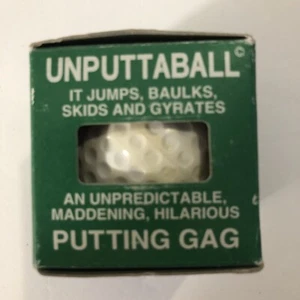 UNPUTTABALL©
IT JUMPS, BAULKS,
SKIDS AND GYRATES
AN UNPREDICTABLE,
MADDENING, HILARIOUS
PUTTING GAG